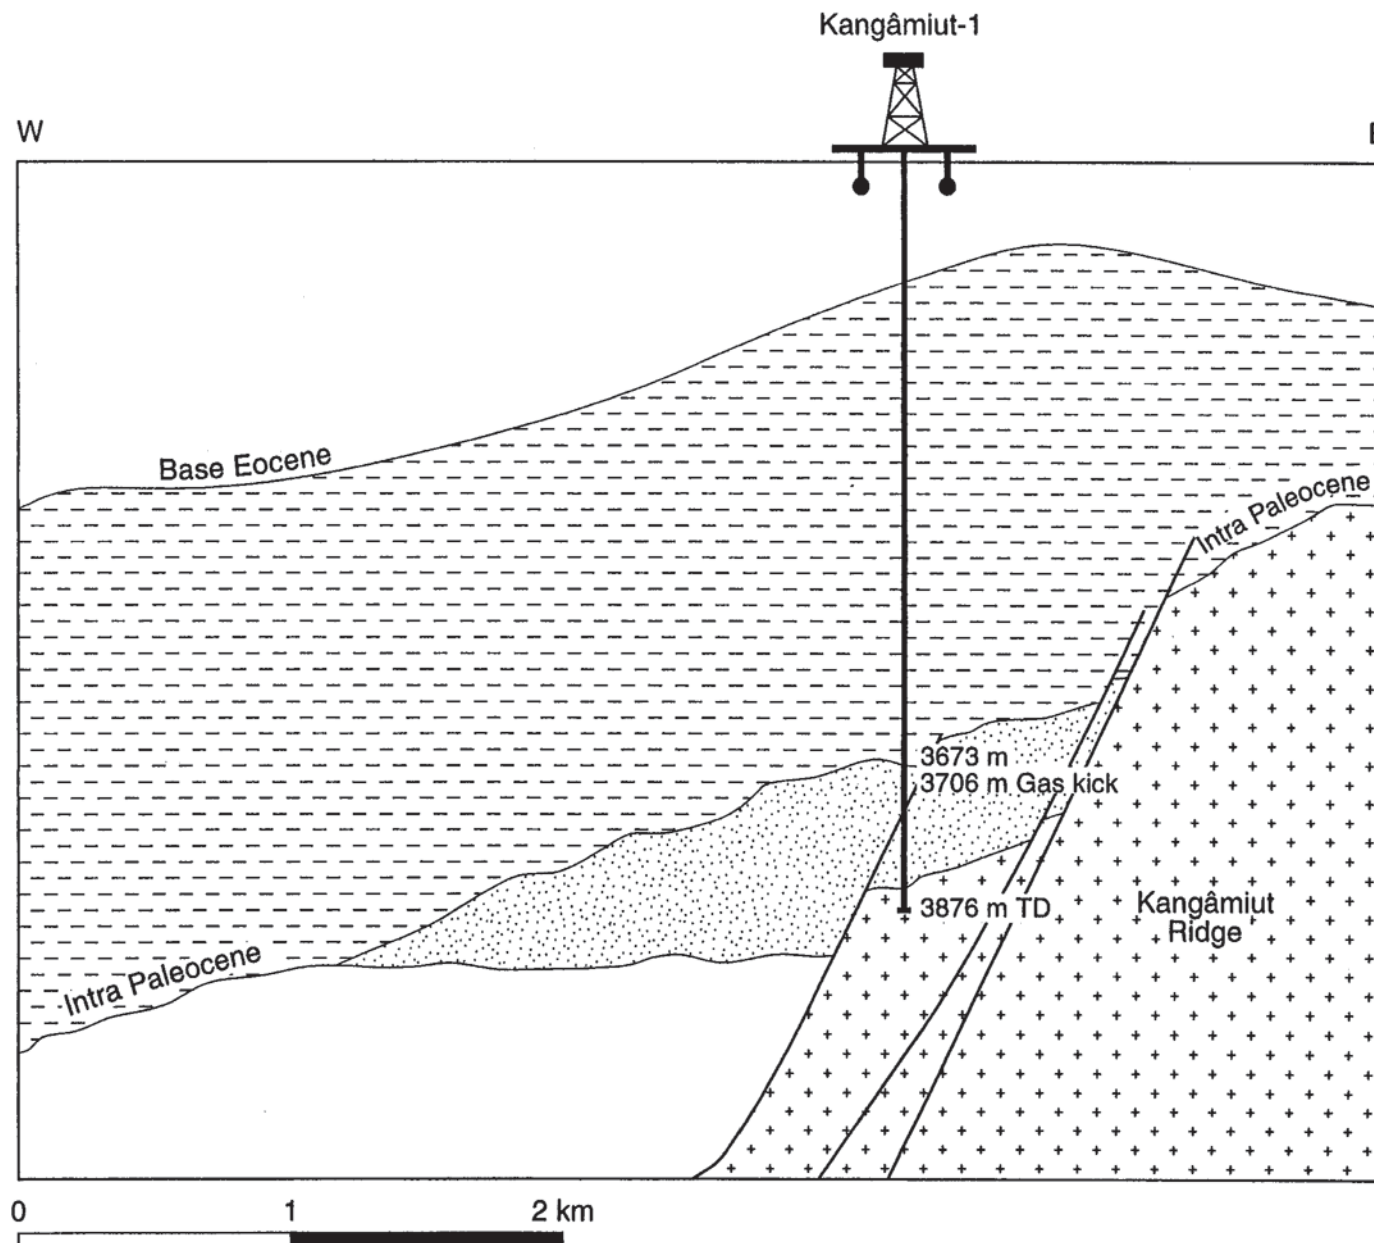 Kangâmiut-1
W
E
Base Eocene
Intra Paleocene
3673 m
3706 m Gas kick
3876 m TD
Kangâmiut
Ridge
Intra Paleocene
0 1 2 km